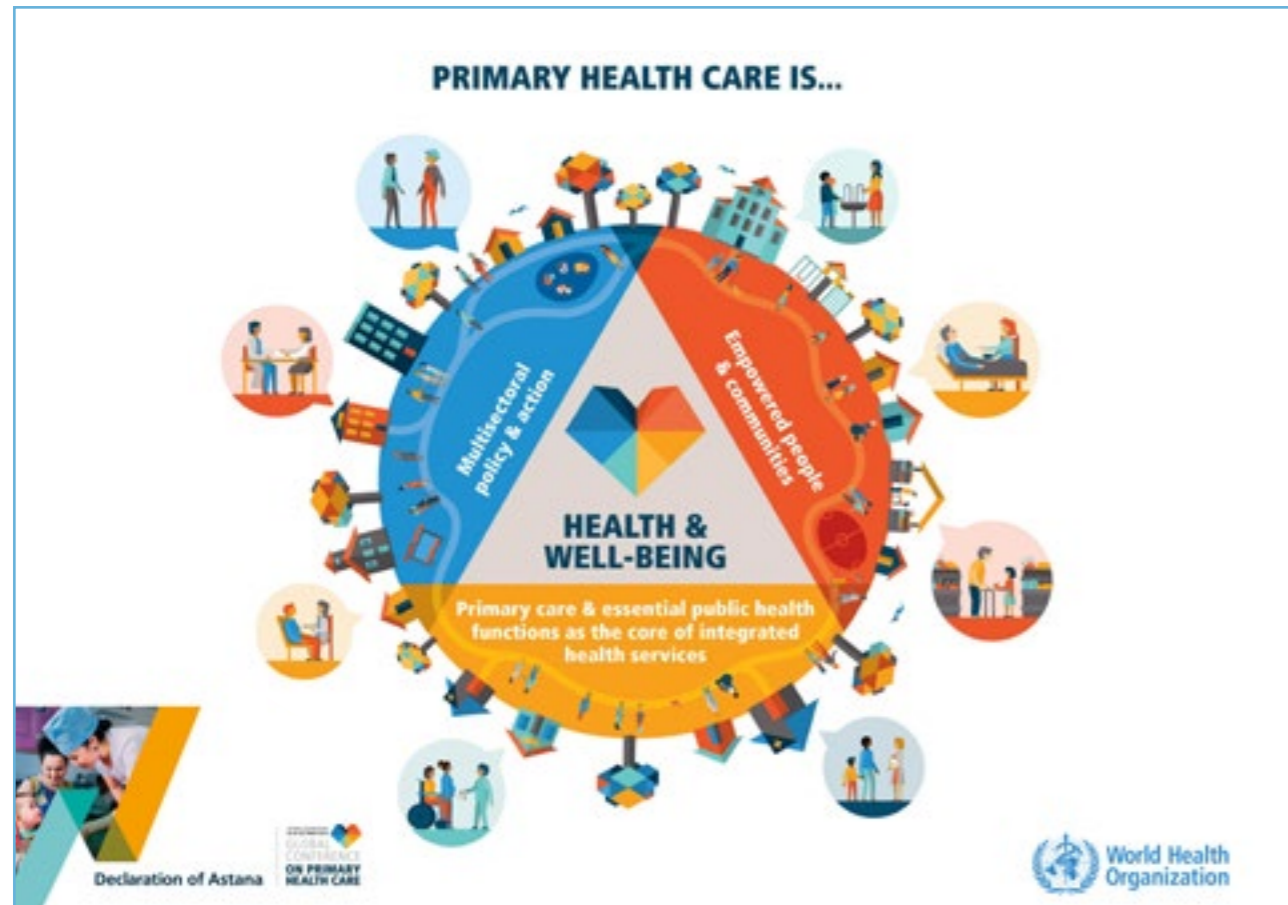 PRIMARY HEALTH CARE IS...
Multisectoral
policy & action
Empowered people
& communities
HEALTH &
WELL-BEING
Primary care & essential public health
functions as the core of integrated
health services
Declaration of Astana
GLOBAL
CONFERENCE
ON PRIMARY
HEALTH CARE
World Health
Organization